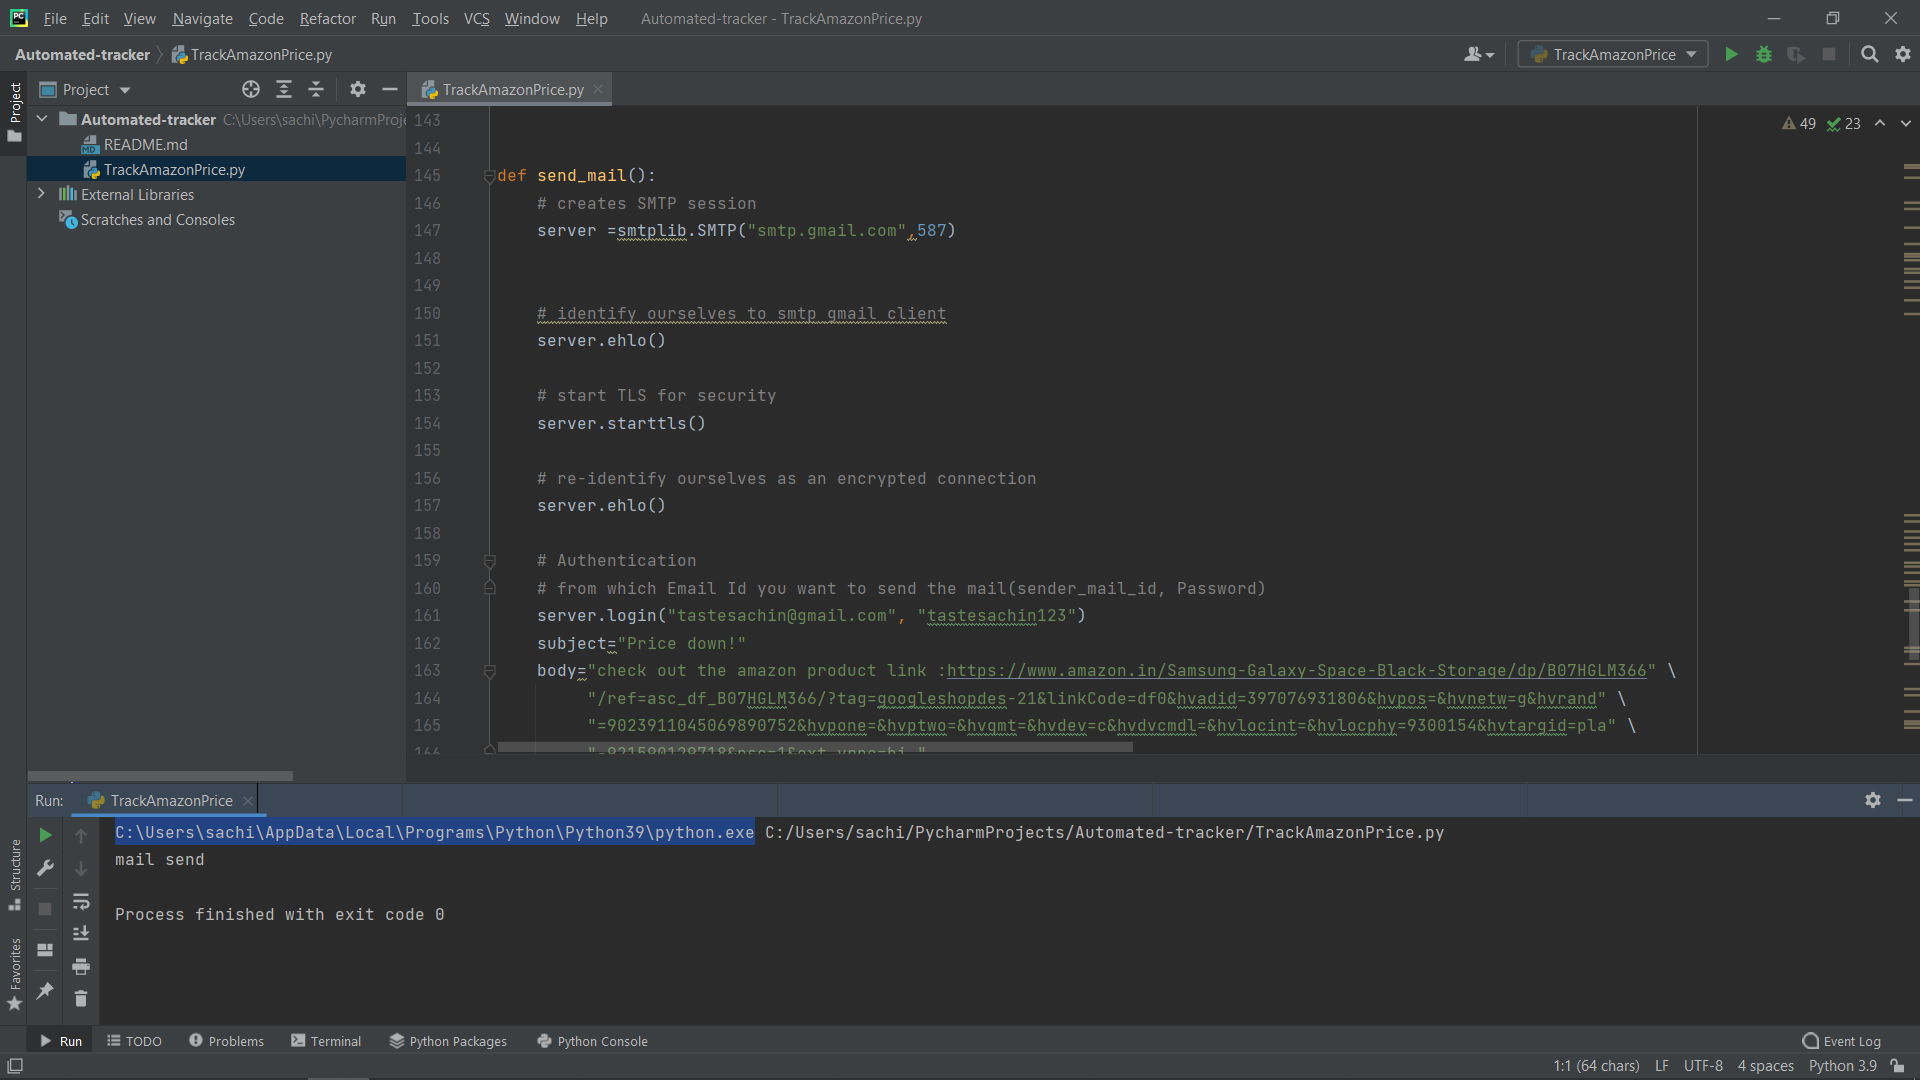 File Edit View Navigate Code Refactor Run Tools VCS Window Help Automated-tracker - TrackAmazonPrice.py
Automated-tracker TrackAmazonPrice.py TrackAmazonPrice
Project
Project
TrackAmazonPrice.py
Automated-tracker C:\Users\sachi\PycharmProje
README.md
TrackAmazonPrice.py
External Libraries
Scratches and Consoles
49 23
143
144
145 def send_mail():
146 # creates SMTP session
147 server =smtplib.SMTP("smtp.gmail.com",587)
148
149
150 # identify ourselves to smtp gmail client
151 server.ehlo()
152
153 # start TLS for security
154 server.starttls()
155
156 # re-identify ourselves as an encrypted connection
157 server.ehlo()
158
159 # Authentication
160 # from which Email Id you want to send the mail(sender_mail_id, Password)
161 server.login("tastesachin@gmail.com", "tastesachin123")
162 subject="Price down!"
163 body="check out the amazon product link :https://www.amazon.in/Samsung-Galaxy-Space-Black-Storage/dp/B07HGLM366" \
164 "/ref=asc_df_B07HGLM366/?tag=googleshopdes-21&linkCode=df0&hvadid=397076931806&hvpos=&hvnetw=g&hvrand" \
165 "=9023911045069890752&hvpone=&hvptwo=&hvqmt=&hvdev=c&hvdvcmdl=&hvlocint=&hvlocphy=9300154&hvtargid=pla" \
166
Run: TrackAmazonPrice
C:\Users\sachi\AppData\Local\Programs\Python\Python39\python.exe C:/Users/sachi/PycharmProjects/Automated-tracker/TrackAmazonPrice.py
mail send
Process finished with exit code 0
Structure
Favorites
Run TODO Problems Terminal Python Packages Python Console Event Log
1:1 (64 chars) LF UTF-8 4 spaces Python 3.9